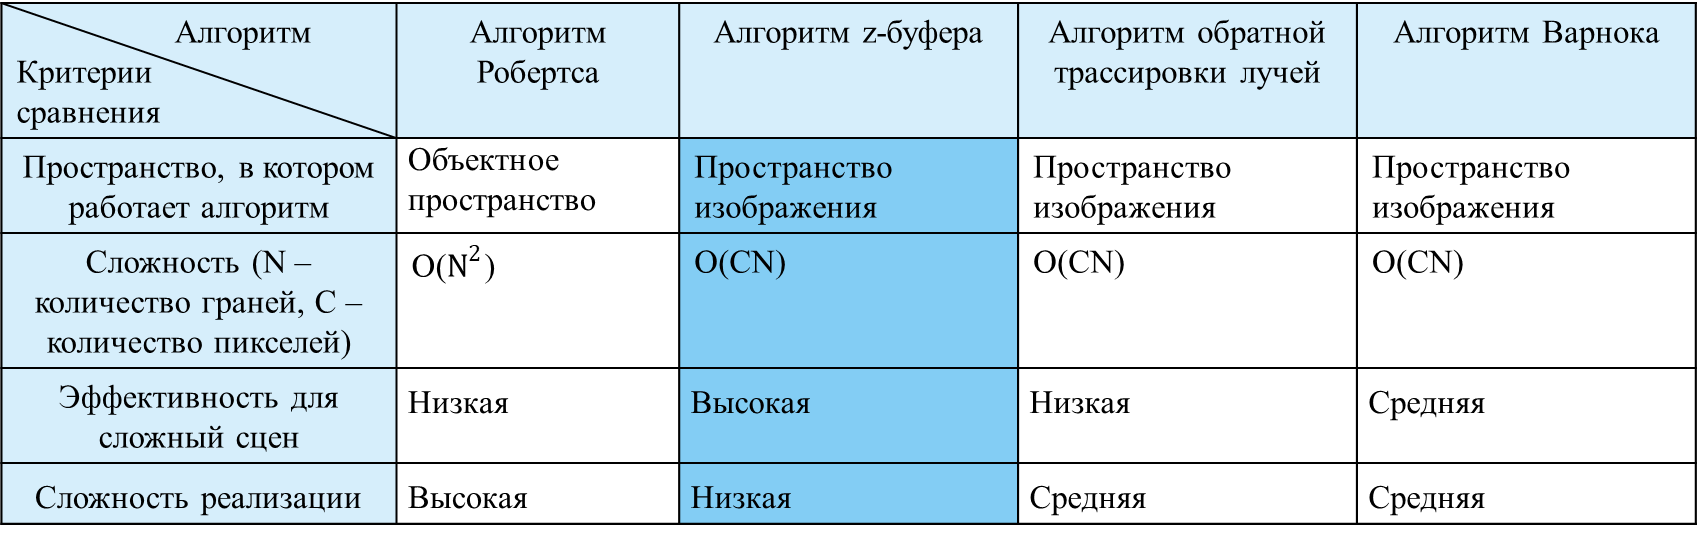 Алгоритм
Критерии
сравнения
Алгоритм
Робертса
Алгоритм z-буфера
Алгоритм обратной
трассировки лучей
Алгоритм Варнока
Пространство, в котором
работает алгоритм
Объектное
пространство
Пространство
изображения
Пространство
изображения
Пространство
изображения
Сложность (N –
количество граней, С –
количество пикселей)
O(N²)
O(CN)
O(CN)
O(CN)
Эффективность для
сложный сцен
Низкая
Высокая
Низкая
Средняя
Сложность реализации
Высокая
Низкая
Средняя
Средняя